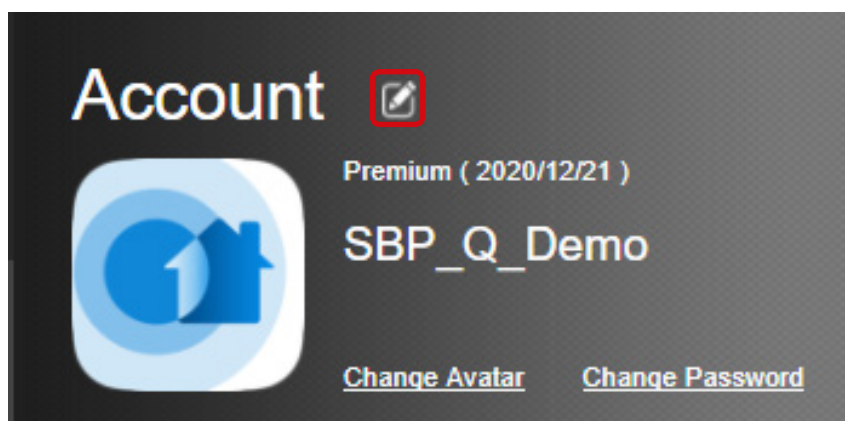 Account
Premium ( 2020/12/21 )
SBP_Q_Demo
Change Avatar Change Password